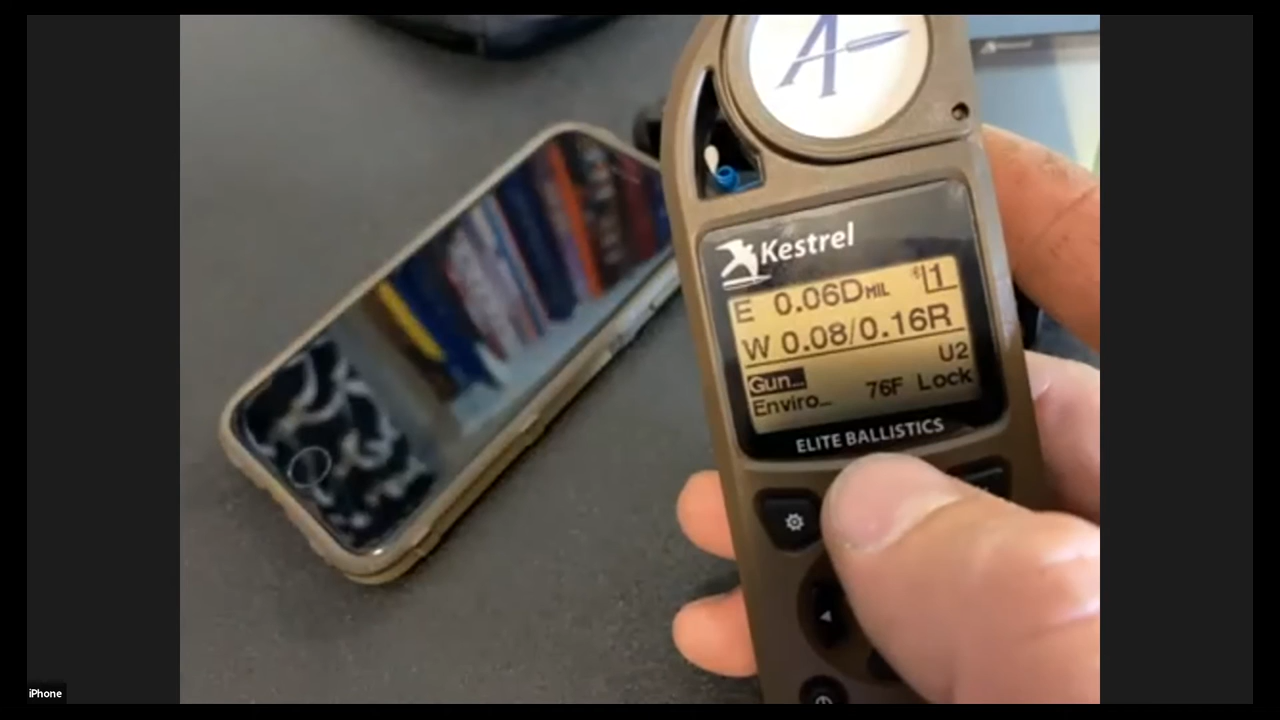 A
Kestrel
E 0.06D MIL 1
W 0.08/0.16R
U2
Gun…
76F Lock
Enviro…
ELITE BALLISTICS
iPhone